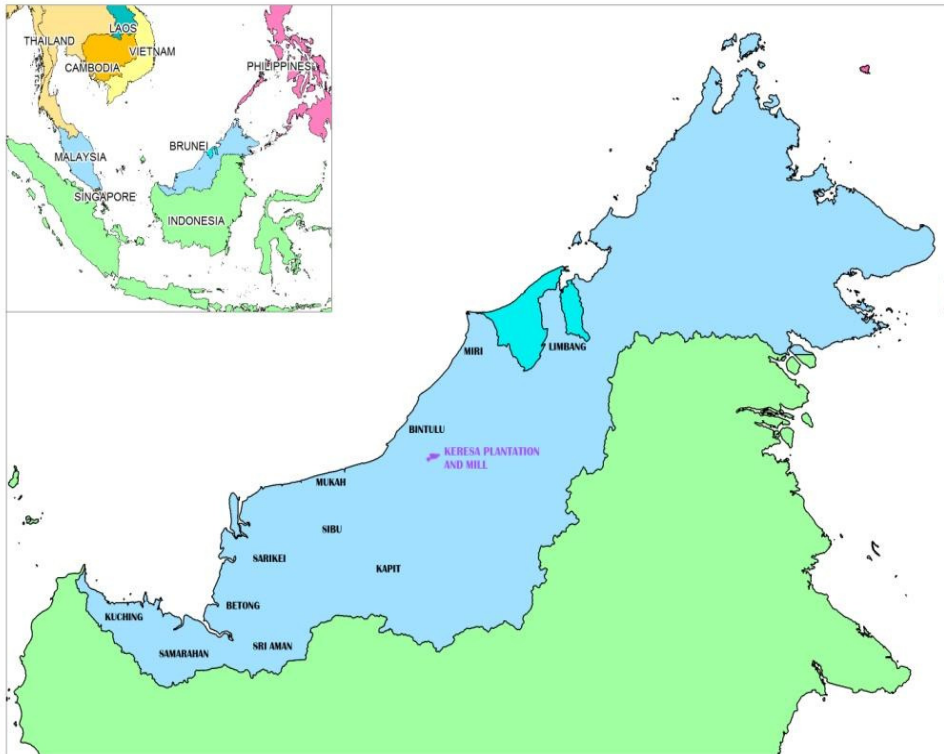 LAOS
THAILAND
VIETNAM
CAMBODIA
PHILIPPINES
BRUNEI
MALAYSIA
SINGAPORE
INDONESIA
MIRI
LIMBANG
BINTULU
KERESA PLANTATION
AND MILL
MUKAH
SIBU
SARIKEI
KAPIT
BETONG
KUCHING
SRI AMAN
SAMARAHAN